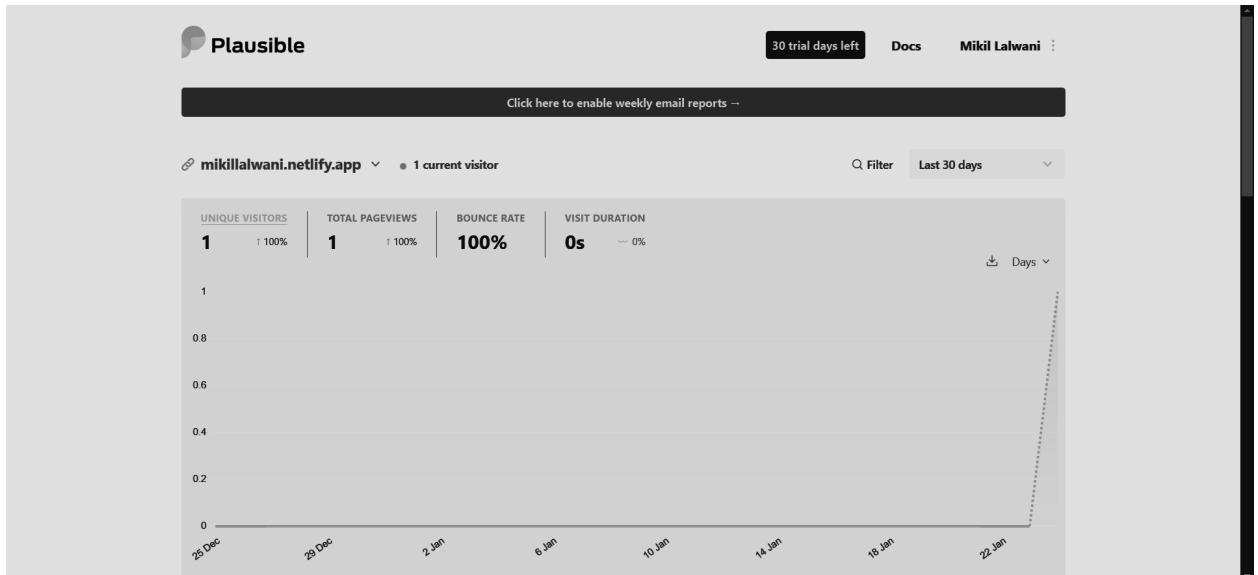 Plausible
30 trial days left
Docs
Mikil Lalwani
Click here to enable weekly email reports →
mikillalwani.netlify.app
1 current visitor
Filter
Last 30 days
UNIQUE VISITORS
1 ↑ 100%
TOTAL PAGEVIEWS
1 ↑ 100%
BOUNCE RATE
100%
VISIT DURATION
0s 〰 0%
Days
1
0.8
0.6
0.4
0.2
0
25 Dec
29 Dec
2 Jan
6 Jan
10 Jan
14 Jan
18 Jan
22 Jan